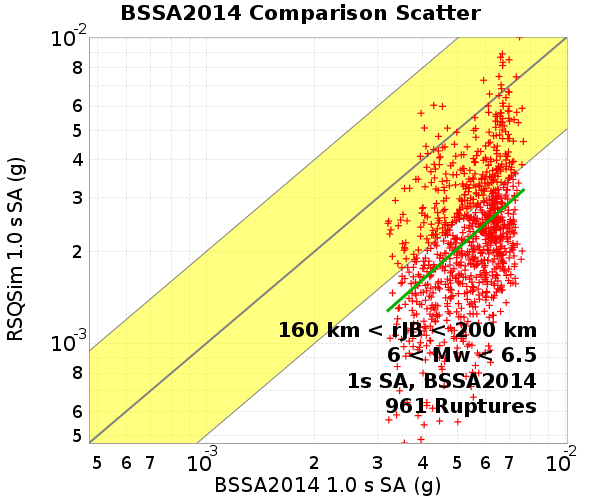 BSSA2014 Comparison Scatter
10-2
8
6
5
4
3
2
10-3
8
6
5
RSQSim 1.0 s SA (g)
160 km < rJB < 200 km
6 < Mw < 6.5
1s SA, BSSA2014
961 Ruptures
5 6 7 10-3 2 3 4 5 6 7 10-2
BSSA2014 1.0 s SA (g)